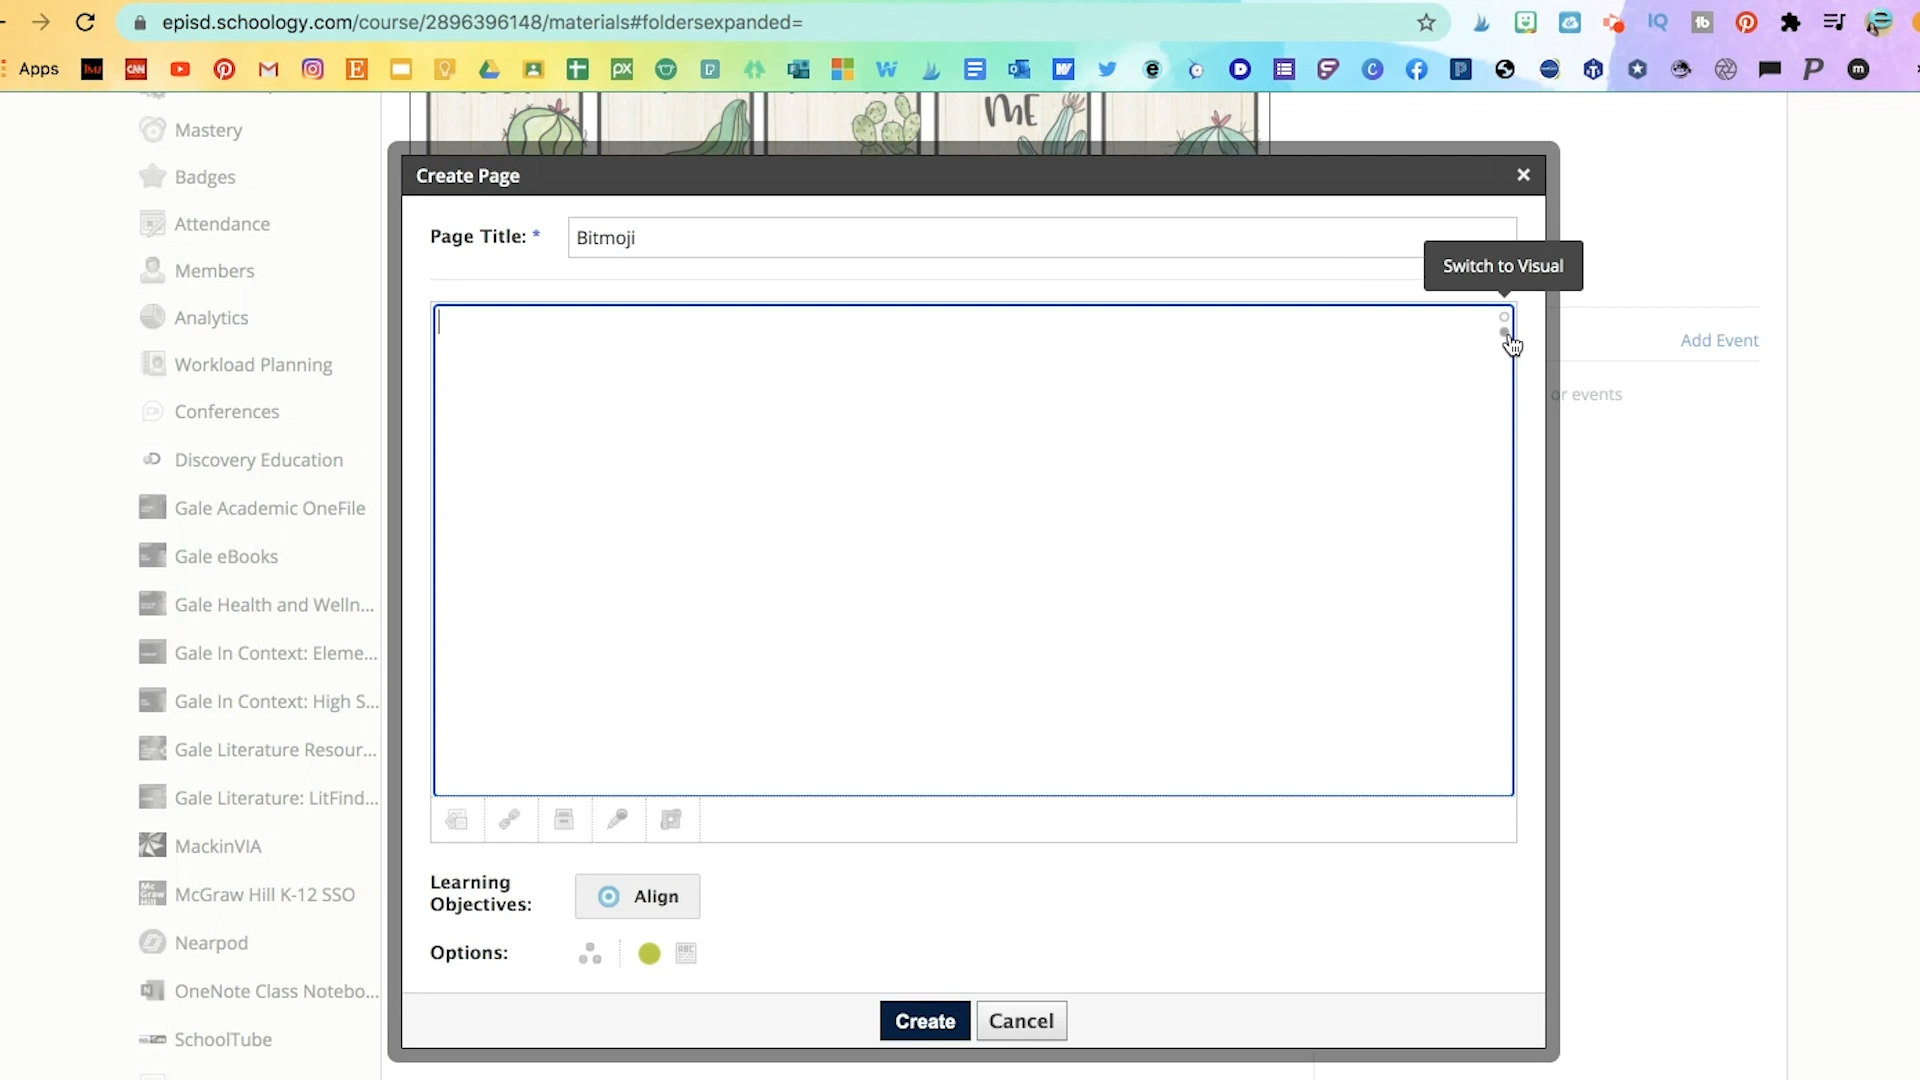 episd.schoology.com/course/2896396148/materials#foldersexpanded=
Apps
ME
Mastery
Badges
Attendance
Members
Analytics
Workload Planning
Conferences
Discovery Education
Gale Academic OneFile
Gale eBooks
Gale Health and Welln...
Gale In Context: Eleme...
Gale In Context: High S...
Gale Literature Resour...
Gale Literature: LitFind...
MackinVIA
McGraw Hill K-12 SSO
Nearpod
OneNote Class Notebo...
SchoolTube
Create Page
Page Title: *
Bitmoji
Switch to Visual
Add Event
or events
Learning
Objectives:
Align
Options:
Create
Cancel